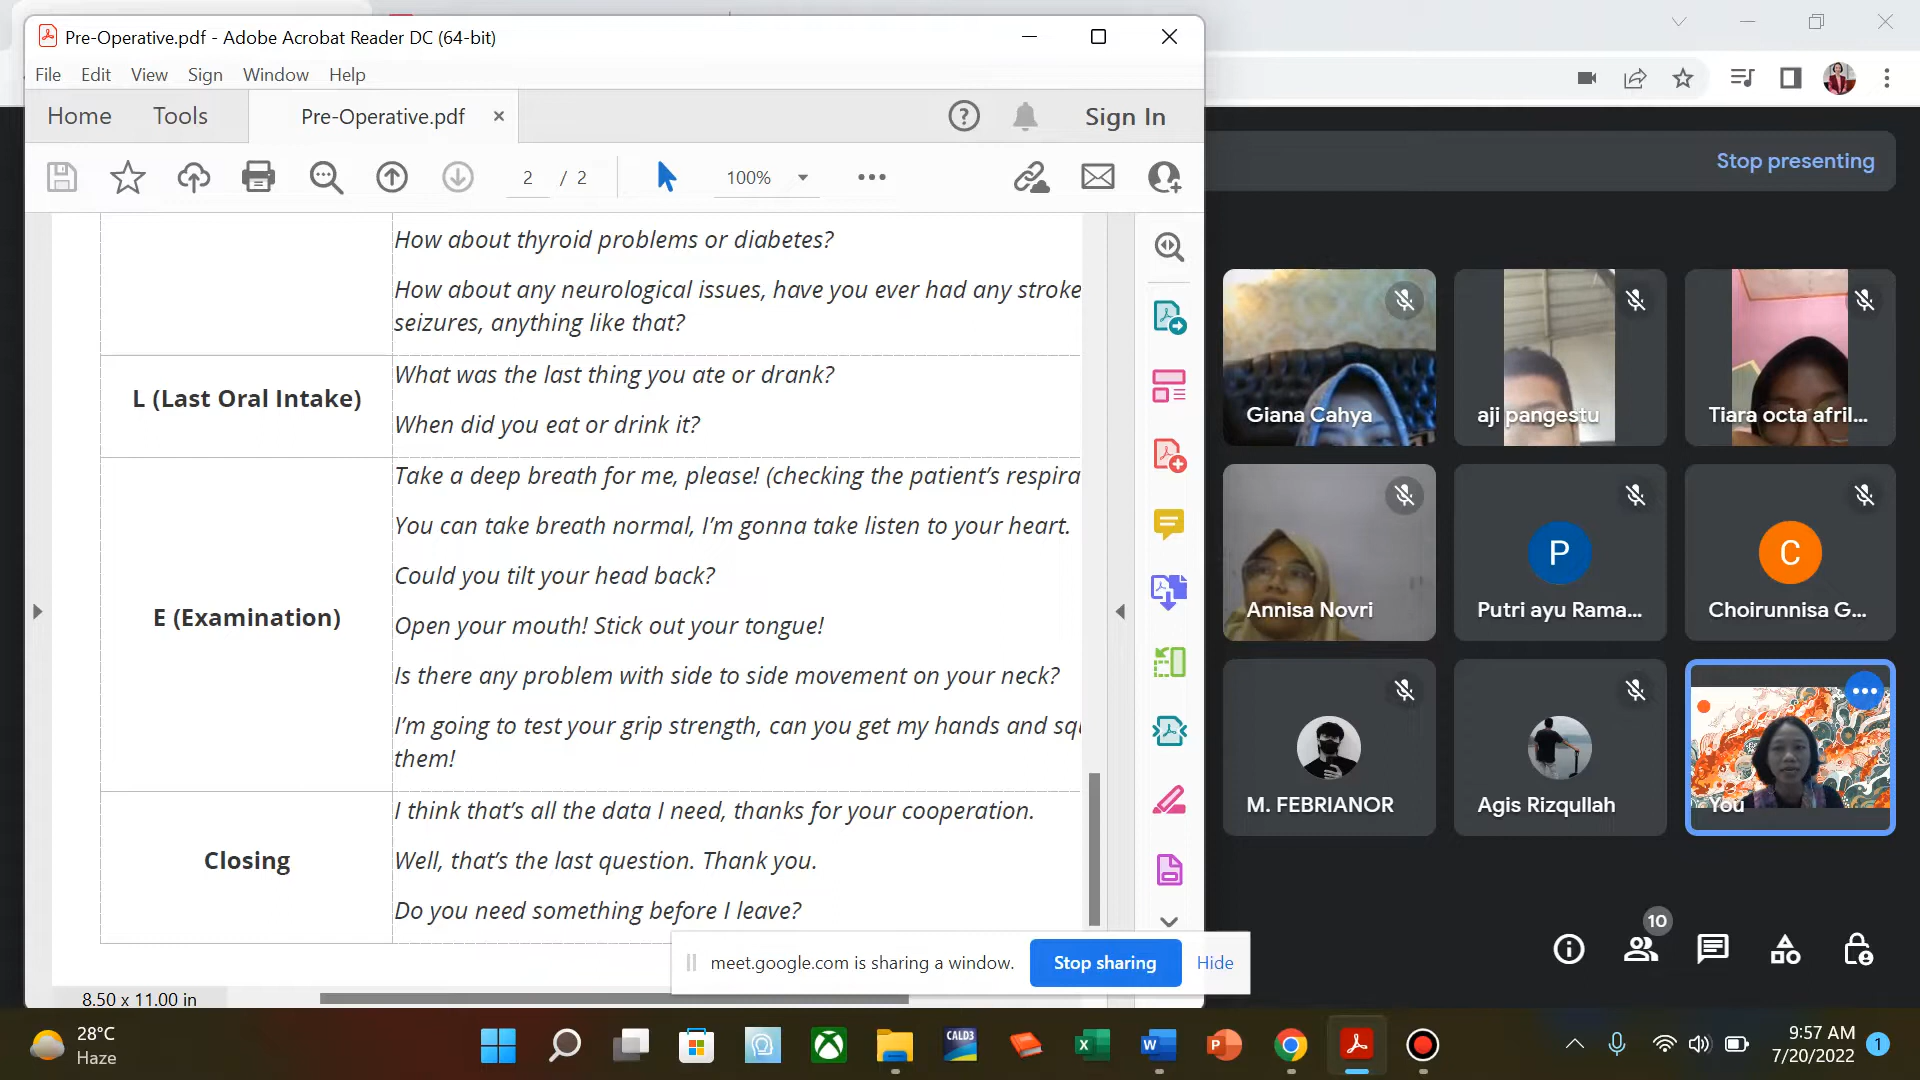 Pre-Operative.pdf - Adobe Acrobat Reader DC (64-bit)
File Edit View Sign Window Help
Home Tools Pre-Operative.pdf Sign In
2 / 2 100%
How about thyroid problems or diabetes?
How about any neurological issues, have you ever had any stroke
seizures, anything like that?
L (Last Oral Intake)
What was the last thing you ate or drank?
When did you eat or drink it?
E (Examination)
Take a deep breath for me, please! (checking the patient’s respira
You can take breath normal, I’m gonna take listen to your heart.
Could you tilt your head back?
Open your mouth! Stick out your tongue!
Is there any problem with side to side movement on your neck?
I’m going to test your grip strength, can you get my hands and squ
them!
Closing
I think that’s all the data I need, thanks for your cooperation.
Well, that’s the last question. Thank you.
Do you need something before I leave?
8.50 x 11.00 in
meet.google.com is sharing a window. Stop sharing Hide
Stop presenting
Giana Cahya
aji pangestu
Tiara octa afril...
Annisa Novri
P
Putri ayu Rama...
C
Choirunnisa G...
M. FEBRIANOR
Agis Rizqullah
You
10
28°C
Haze
CALD3
9:57 AM
7/20/2022
1